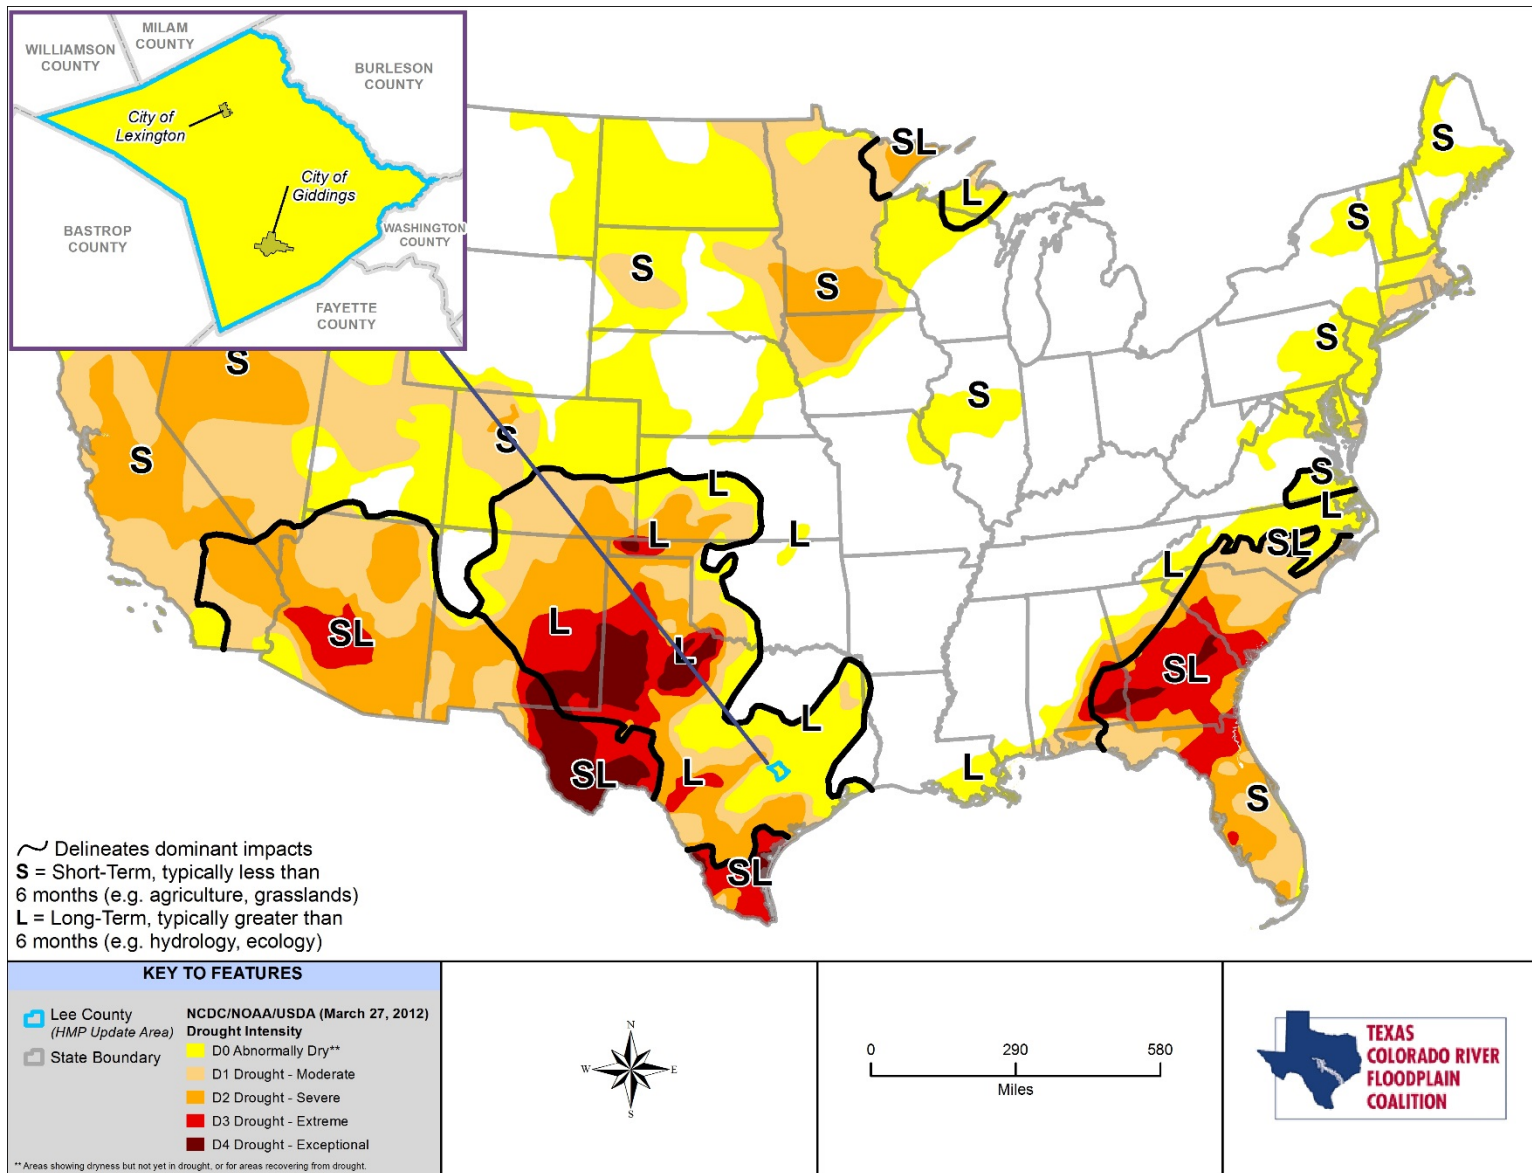 WILLIAMSON
COUNTY
MILAM
COUNTY
BURLESON
COUNTY
City of
Lexington
City of
Giddings
BASTROP
COUNTY
WASHINGTON
COUNTY
FAYETTE
COUNTY
SL
L
S
S
S
S
S
S
S
S
S
S
S
L
L
L
L
SL
L
SL
L
L
SL
L
L
SL
L
L
S
SL
~ Delineates dominant impacts
S = Short-Term, typically less than
6 months (e.g. agriculture, grasslands)
L = Long-Term, typically greater than
6 months (e.g. hydrology, ecology)
KEY TO FEATURES
Lee County
(HMP Update Area)
State Boundary
NCDC/NOAA/USDA (March 27, 2012)
Drought Intensity
D0 Abnormally Dry**
D1 Drought - Moderate
D2 Drought - Severe
D3 Drought - Extreme
D4 Drought - Exceptional
** Areas showing dryness but not yet in drought, or for areas recovering from drought.
N
W
E
S
0 290 580
Miles
TEXAS
COLORADO RIVER
FLOODPLAIN
COALITION